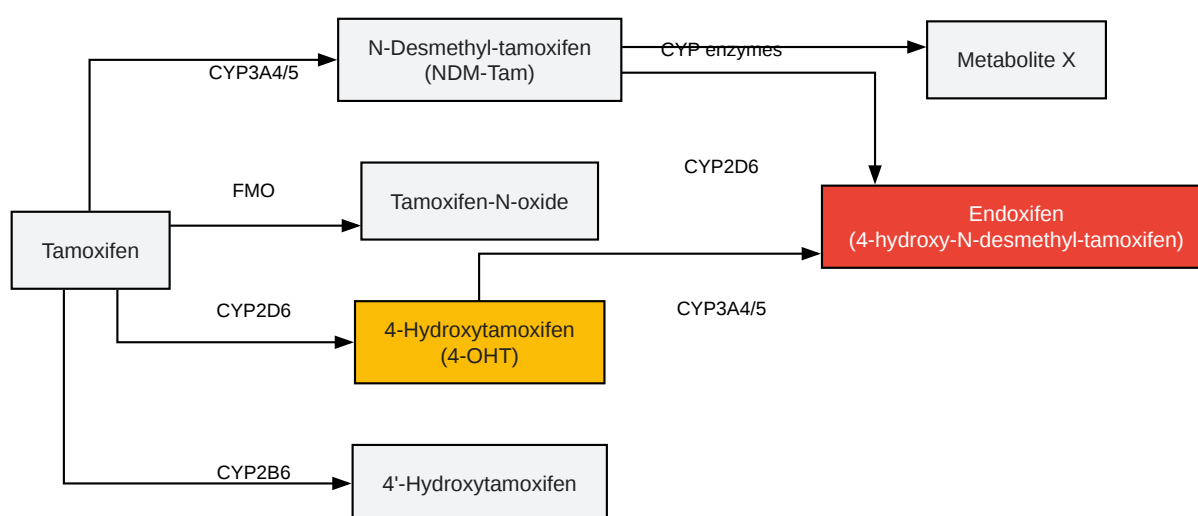 N-Desmethyl-tamoxifen
(NDM-Tam)
CYP enzymes
Metabolite X
CYP3A4/5
CYP2D6
FMO
Tamoxifen-N-oxide
Endoxifen
(4-hydroxy-N-desmethyl-tamoxifen)
Tamoxifen
CYP2D6
4-Hydroxytamoxifen
(4-OHT)
CYP3A4/5
CYP2B6
4'-Hydroxytamoxifen